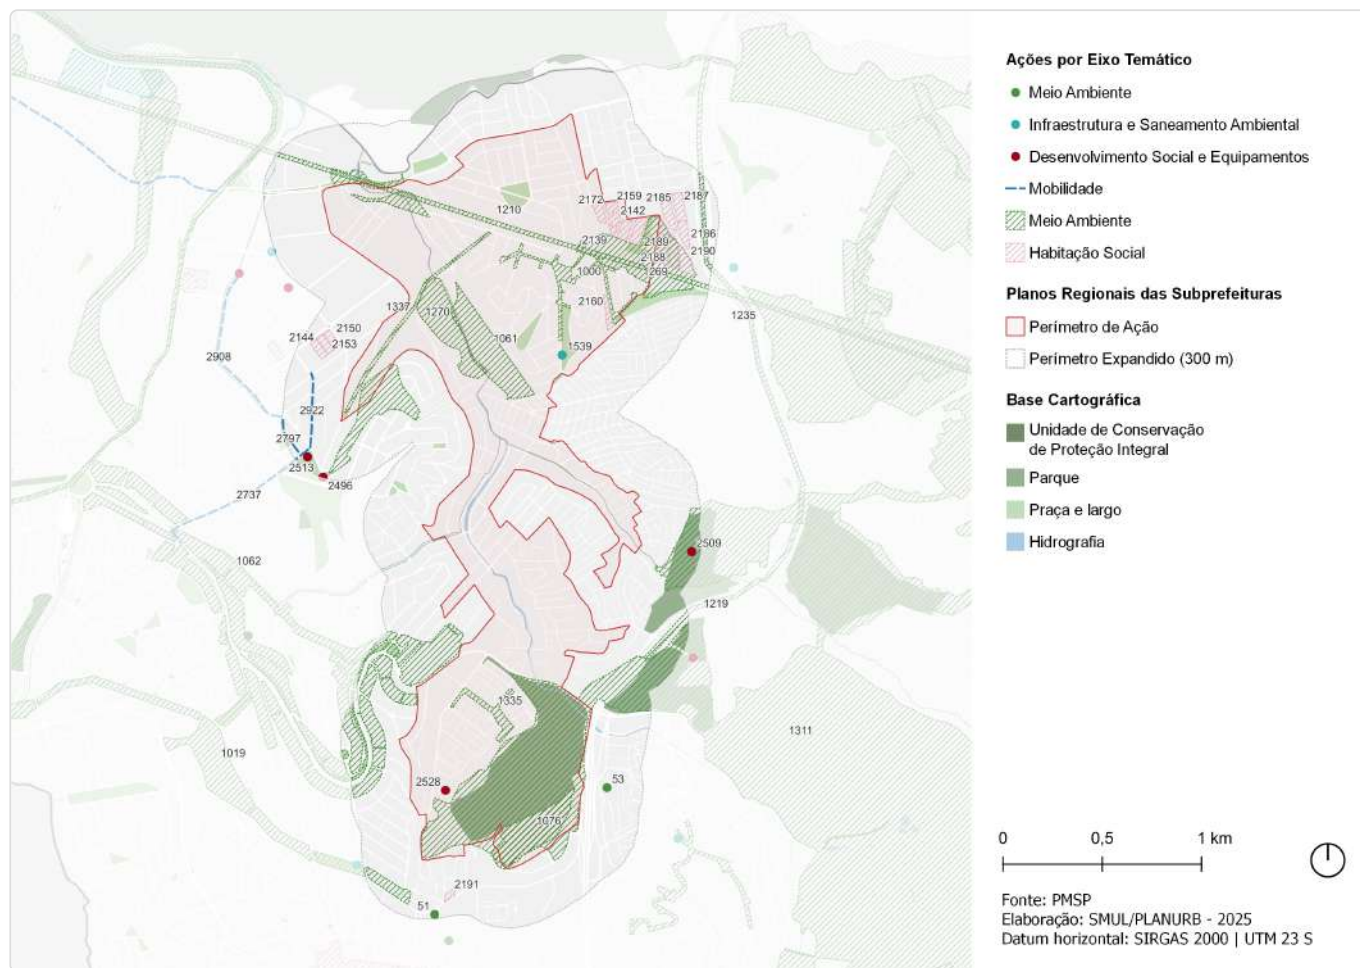 Ações por Eixo Temático
Meio Ambiente
Infraestrutura e Saneamento Ambiental
Desenvolvimento Social e Equipamentos
Mobilidade
Meio Ambiente
Habitação Social
Planos Regionais das Subprefeituras
Perímetro de Ação
Perímetro Expandido (300 m)
Base Cartográfica
Unidade de Conservação
de Proteção Integral
Parque
Praça e largo
Hidrografia
0 0,5 1 km
Fonte: PMSP
Elaboração: SMUL/PLANURB - 2025
Datum horizontal: SIRGAS 2000 | UTM 23 S
2159 2185 2187
2172
2142
1210
2186
2139
2189
2190
2188
1000
1269
2160
1337
1270
1235
1061
1539
2150
2144
2153
2908
2922
2797
2513
2496
2737
2509
1062
1219
1335
1311
1019
2528
53
1076
2191
51